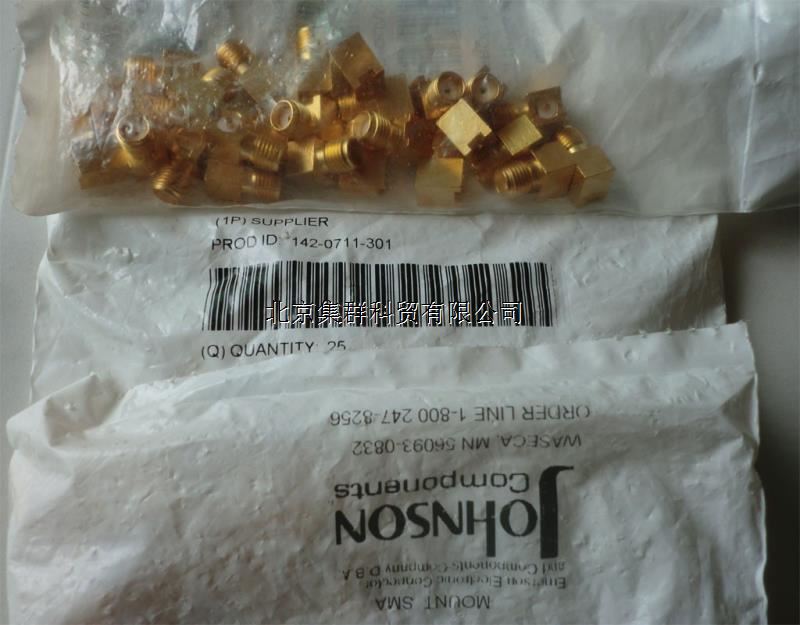 (1P) SUPPLIER
PROD ID: 142-0711-301
北京集群科贸有限公司
(Q) QUANTITY: 25
MOUNT SMA
Emerson Electronic Connector
and Components Company D.B.A
JOHNSON
Components
WASECA, MN 56093-0832
ORDER LINE 1-800 247-8256